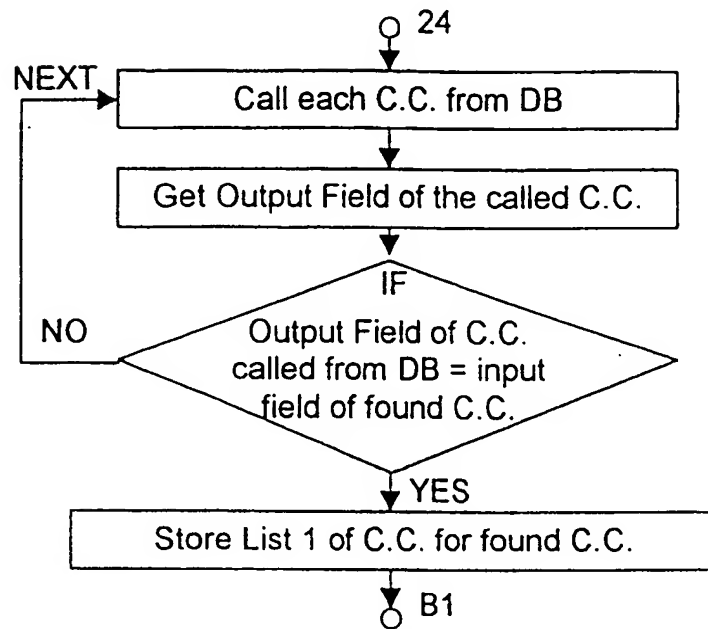 24
NEXT
Call each C.C. from DB
Get Output Field of the called C.C.
IF
NO
Output Field of C.C.
called from DB = input
field of found C.C.
YES
Store List 1 of C.C. for found C.C.
B1